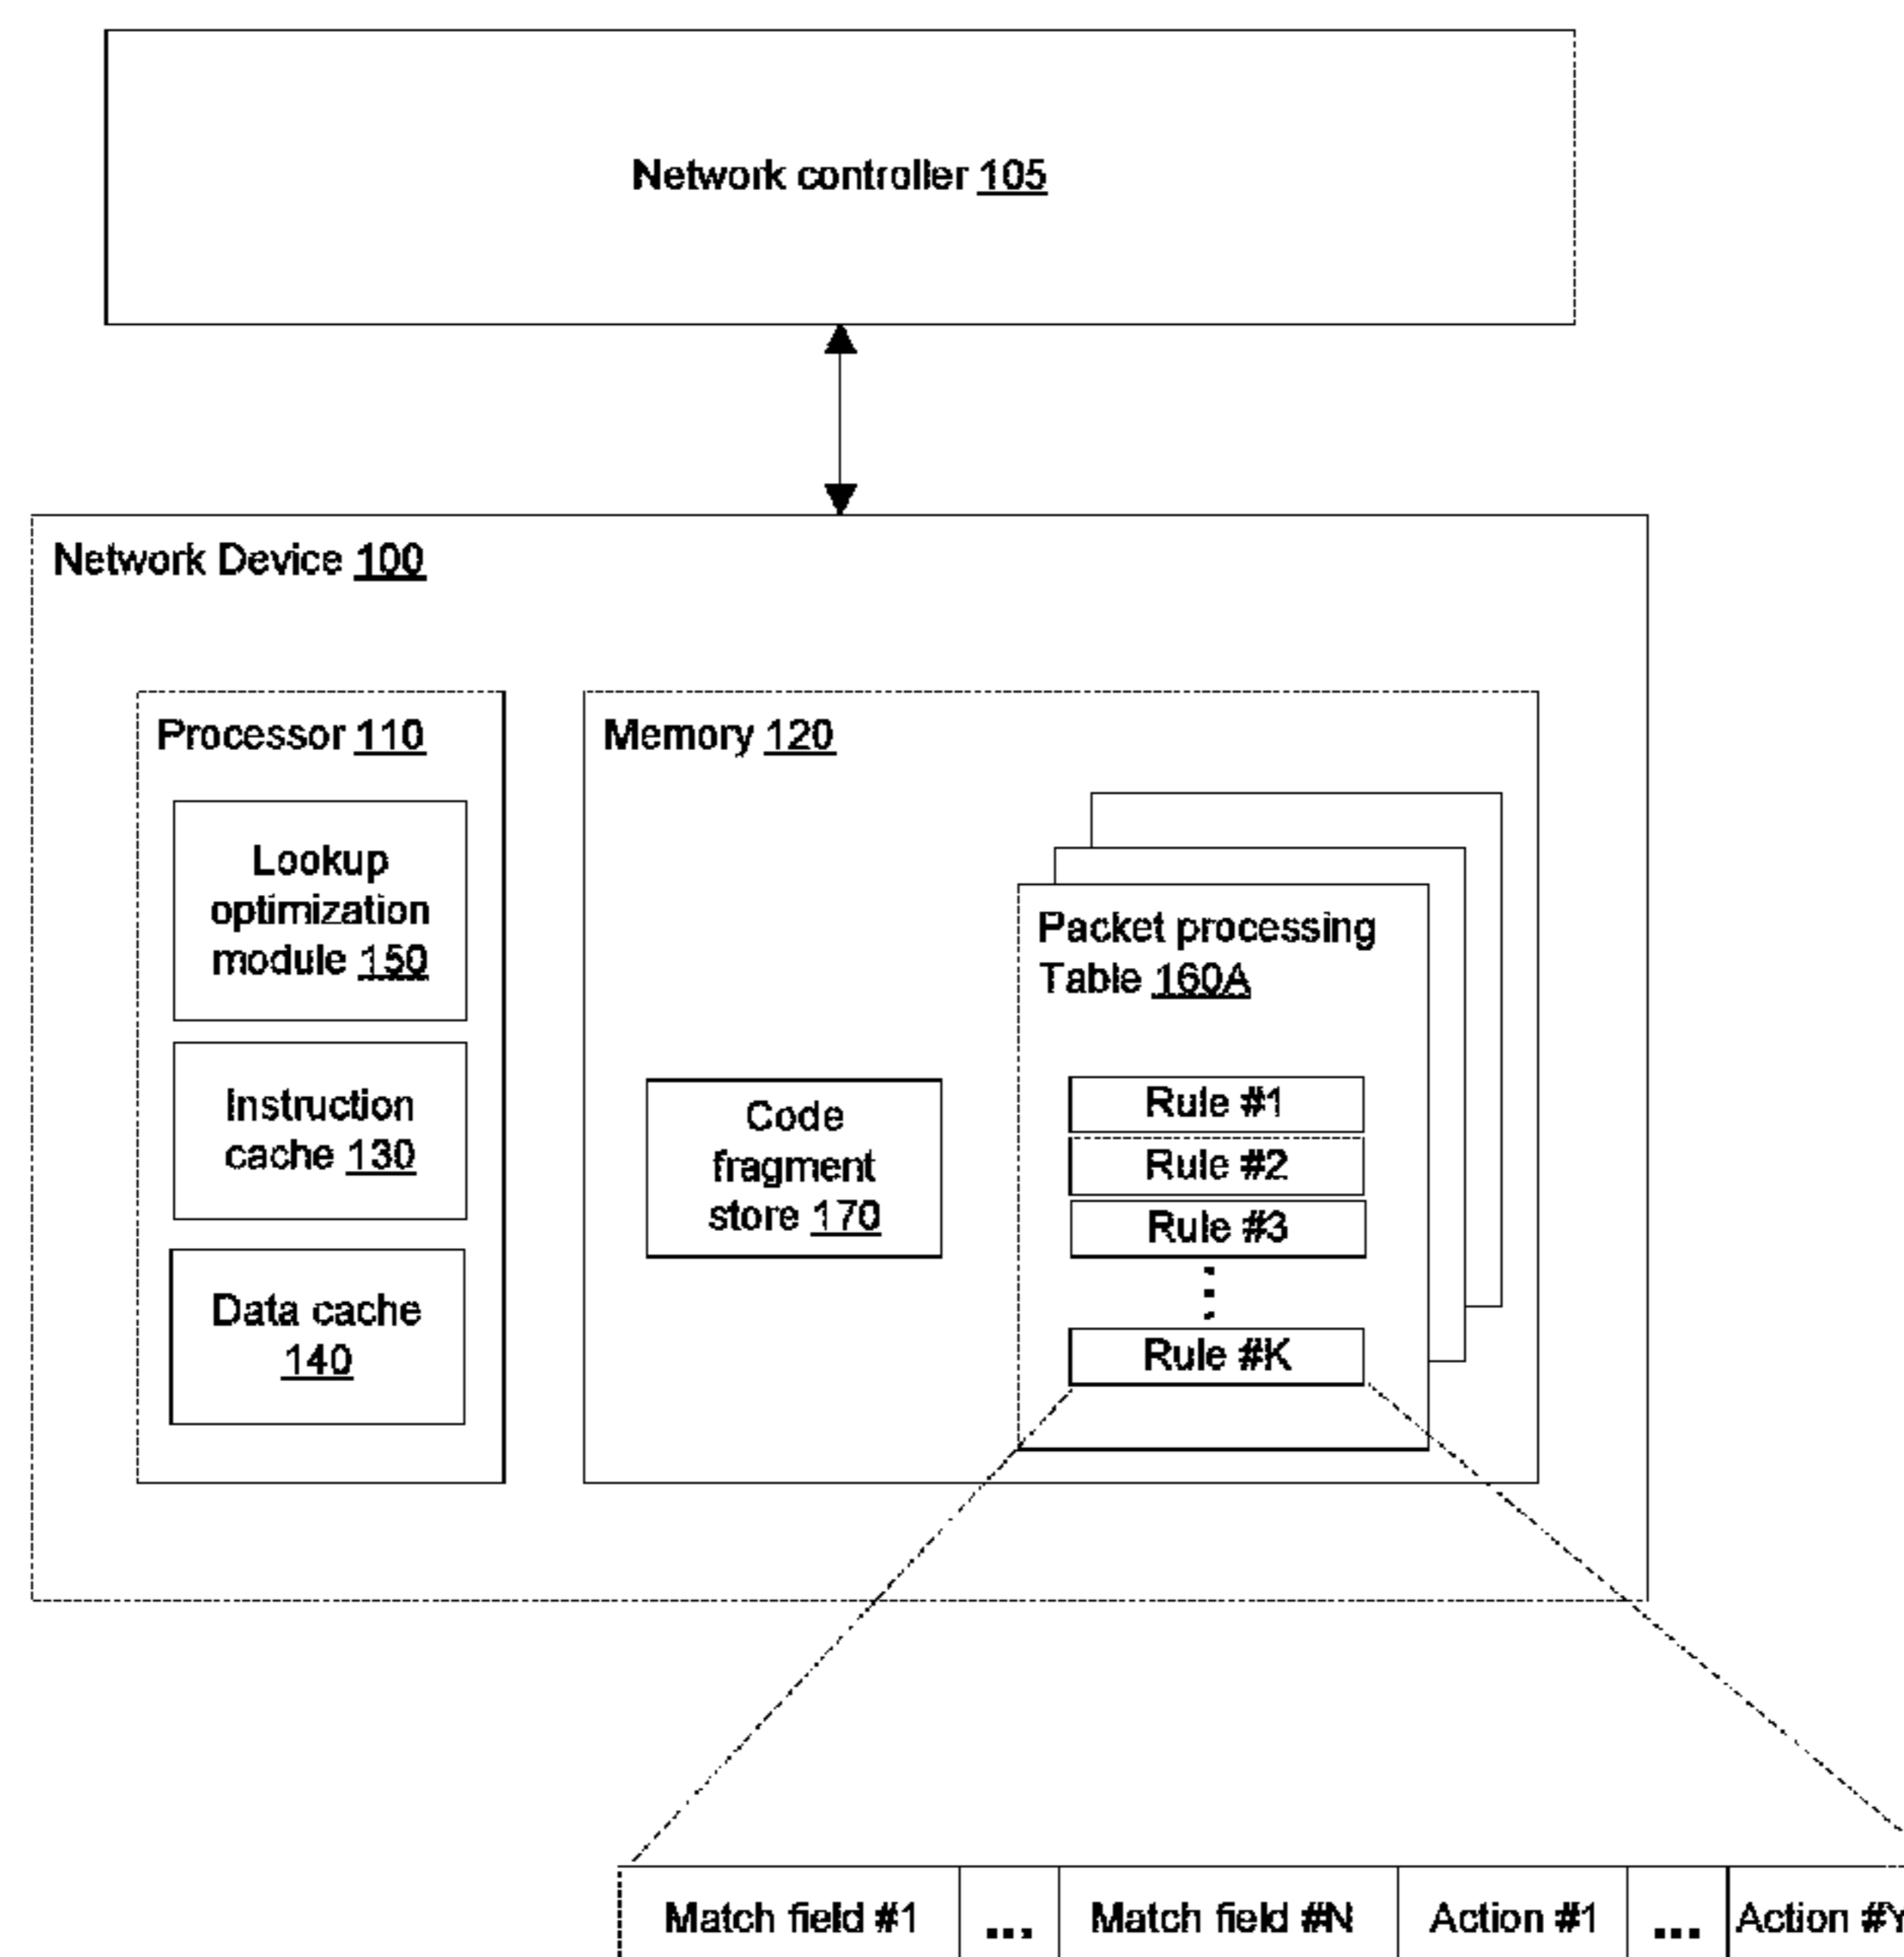 Network controller 105
Network Device 100
Processor 110
Lookup
optimization
module 150
Instruction
cache 130
Data cache
140
Memory 120
Code
fragment
store 170
Packet processing
Table 160A
Rule #1
Rule #2
Rule #3
⋮
Rule #K
Match field #1 ... Match field #N Action #1 ... Action #Y